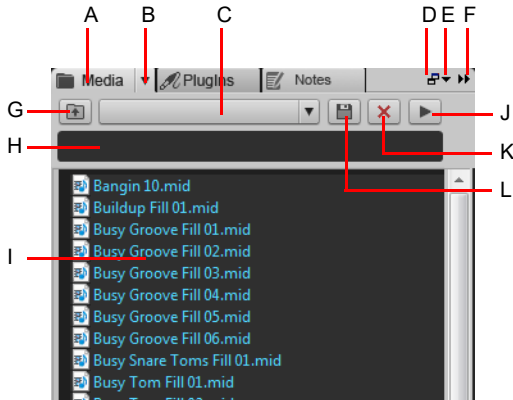 A B C D E F
Media PlugIns Notes
G
J
H
K
L
Bangin 10.mid
Buildup Fill 01.mid
Busy Groove Fill 01.mid
I Busy Groove Fill 02.mid
Busy Groove Fill 03.mid
Busy Groove Fill 04.mid
Busy Groove Fill 05.mid
Busy Groove Fill 06.mid
Busy Snare Toms Fill 01.mid
Busy Tom Fill 01.mid